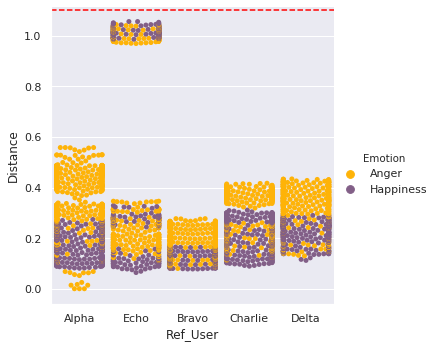 1.0
0.8
0.6
0.4
0.2
0.0
Distance
Alpha Echo Bravo Charlie Delta
Ref_User
Emotion
Anger
Happiness